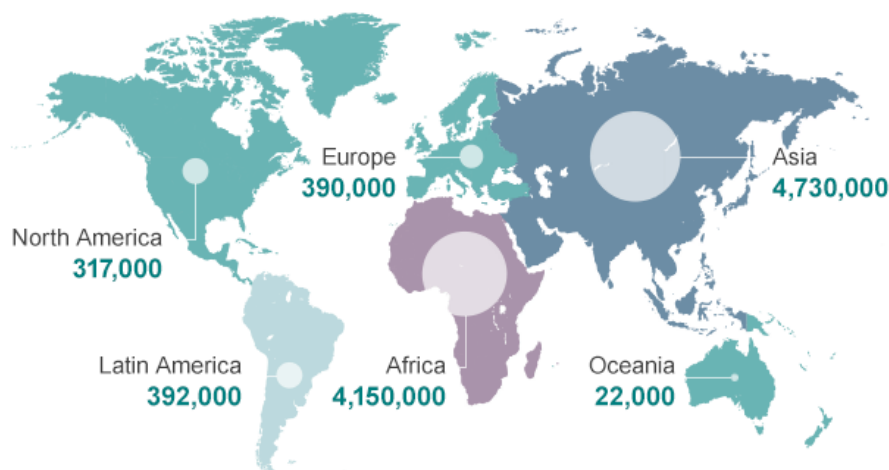 Europe
390,000
Asia
4,730,000
North America
317,000
Latin America
392,000
Africa
4,150,000
Oceania
22,000